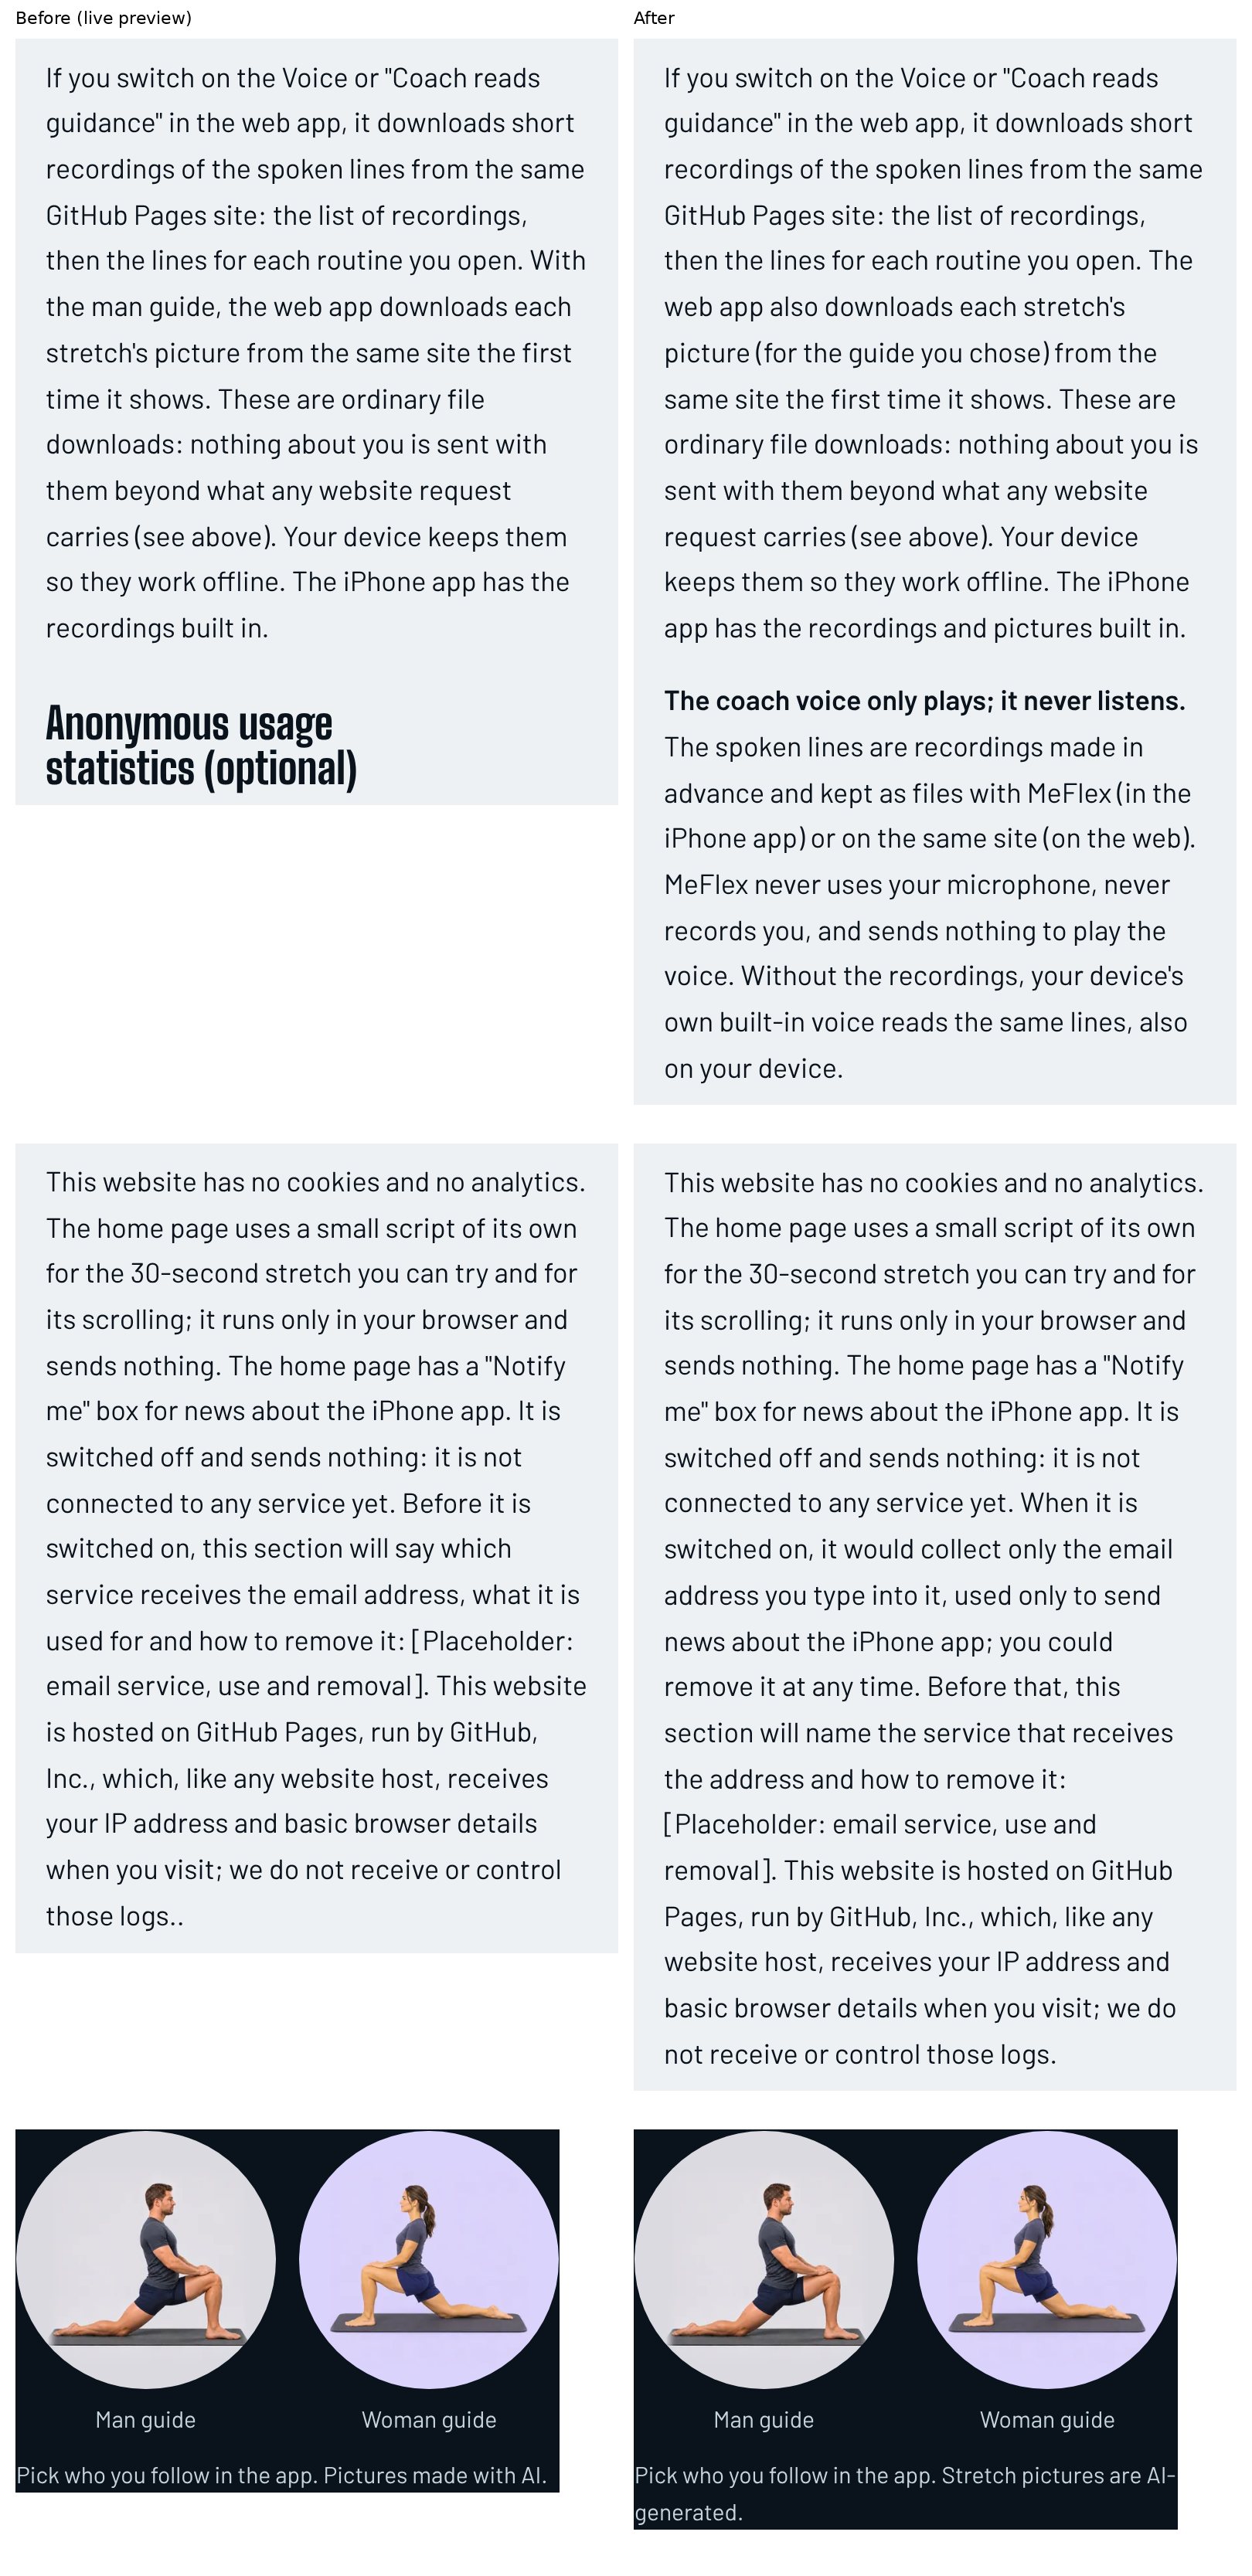 Before (live preview)
If you switch on the Voice or "Coach reads
guidance" in the web app, it downloads short
recordings of the spoken lines from the same
GitHub Pages site: the list of recordings,
then the lines for each routine you open. With
the man guide, the web app downloads each
stretch's picture from the same site the first
time it shows. These are ordinary file
downloads: nothing about you is sent with
them beyond what any website request
carries (see above). Your device keeps them
so they work offline. The iPhone app has the
recordings built in.
Anonymous usage
statistics (optional)
After
If you switch on the Voice or "Coach reads
guidance" in the web app, it downloads short
recordings of the spoken lines from the same
GitHub Pages site: the list of recordings,
then the lines for each routine you open. The
web app also downloads each stretch's
picture (for the guide you chose) from the
same site the first time it shows. These are
ordinary file downloads: nothing about you is
sent with them beyond what any website
request carries (see above). Your device
keeps them so they work offline. The iPhone
app has the recordings and pictures built in.
The coach voice only plays; it never listens.
The spoken lines are recordings made in
advance and kept as files with MeFlex (in the
iPhone app) or on the same site (on the web).
MeFlex never uses your microphone, never
records you, and sends nothing to play the
voice. Without the recordings, your device's
own built-in voice reads the same lines, also
on your device.
This website has no cookies and no analytics.
The home page uses a small script of its own
for the 30-second stretch you can try and for
its scrolling; it runs only in your browser and
sends nothing. The home page has a "Notify
me" box for news about the iPhone app. It is
switched off and sends nothing: it is not
connected to any service yet. Before it is
switched on, this section will say which
service receives the email address, what it is
used for and how to remove it: [Placeholder:
email service, use and removal]. This website
is hosted on GitHub Pages, run by GitHub,
Inc., which, like any website host, receives
your IP address and basic browser details
when you visit; we do not receive or control
those logs..
This website has no cookies and no analytics.
The home page uses a small script of its own
for the 30-second stretch you can try and for
its scrolling; it runs only in your browser and
sends nothing. The home page has a "Notify
me" box for news about the iPhone app. It is
switched off and sends nothing: it is not
connected to any service yet. When it is
switched on, it would collect only the email
address you type into it, used only to send
news about the iPhone app; you could
remove it at any time. Before that, this
section will name the service that receives
the address and how to remove it:
[Placeholder: email service, use and
removal]. This website is hosted on GitHub
Pages, run by GitHub, Inc., which, like any
website host, receives your IP address and
basic browser details when you visit; we do
not receive or control those logs.
Man guide
Woman guide
Pick who you follow in the app. Pictures made with AI.
Man guide
Woman guide
Pick who you follow in the app. Stretch pictures are AI-
generated.